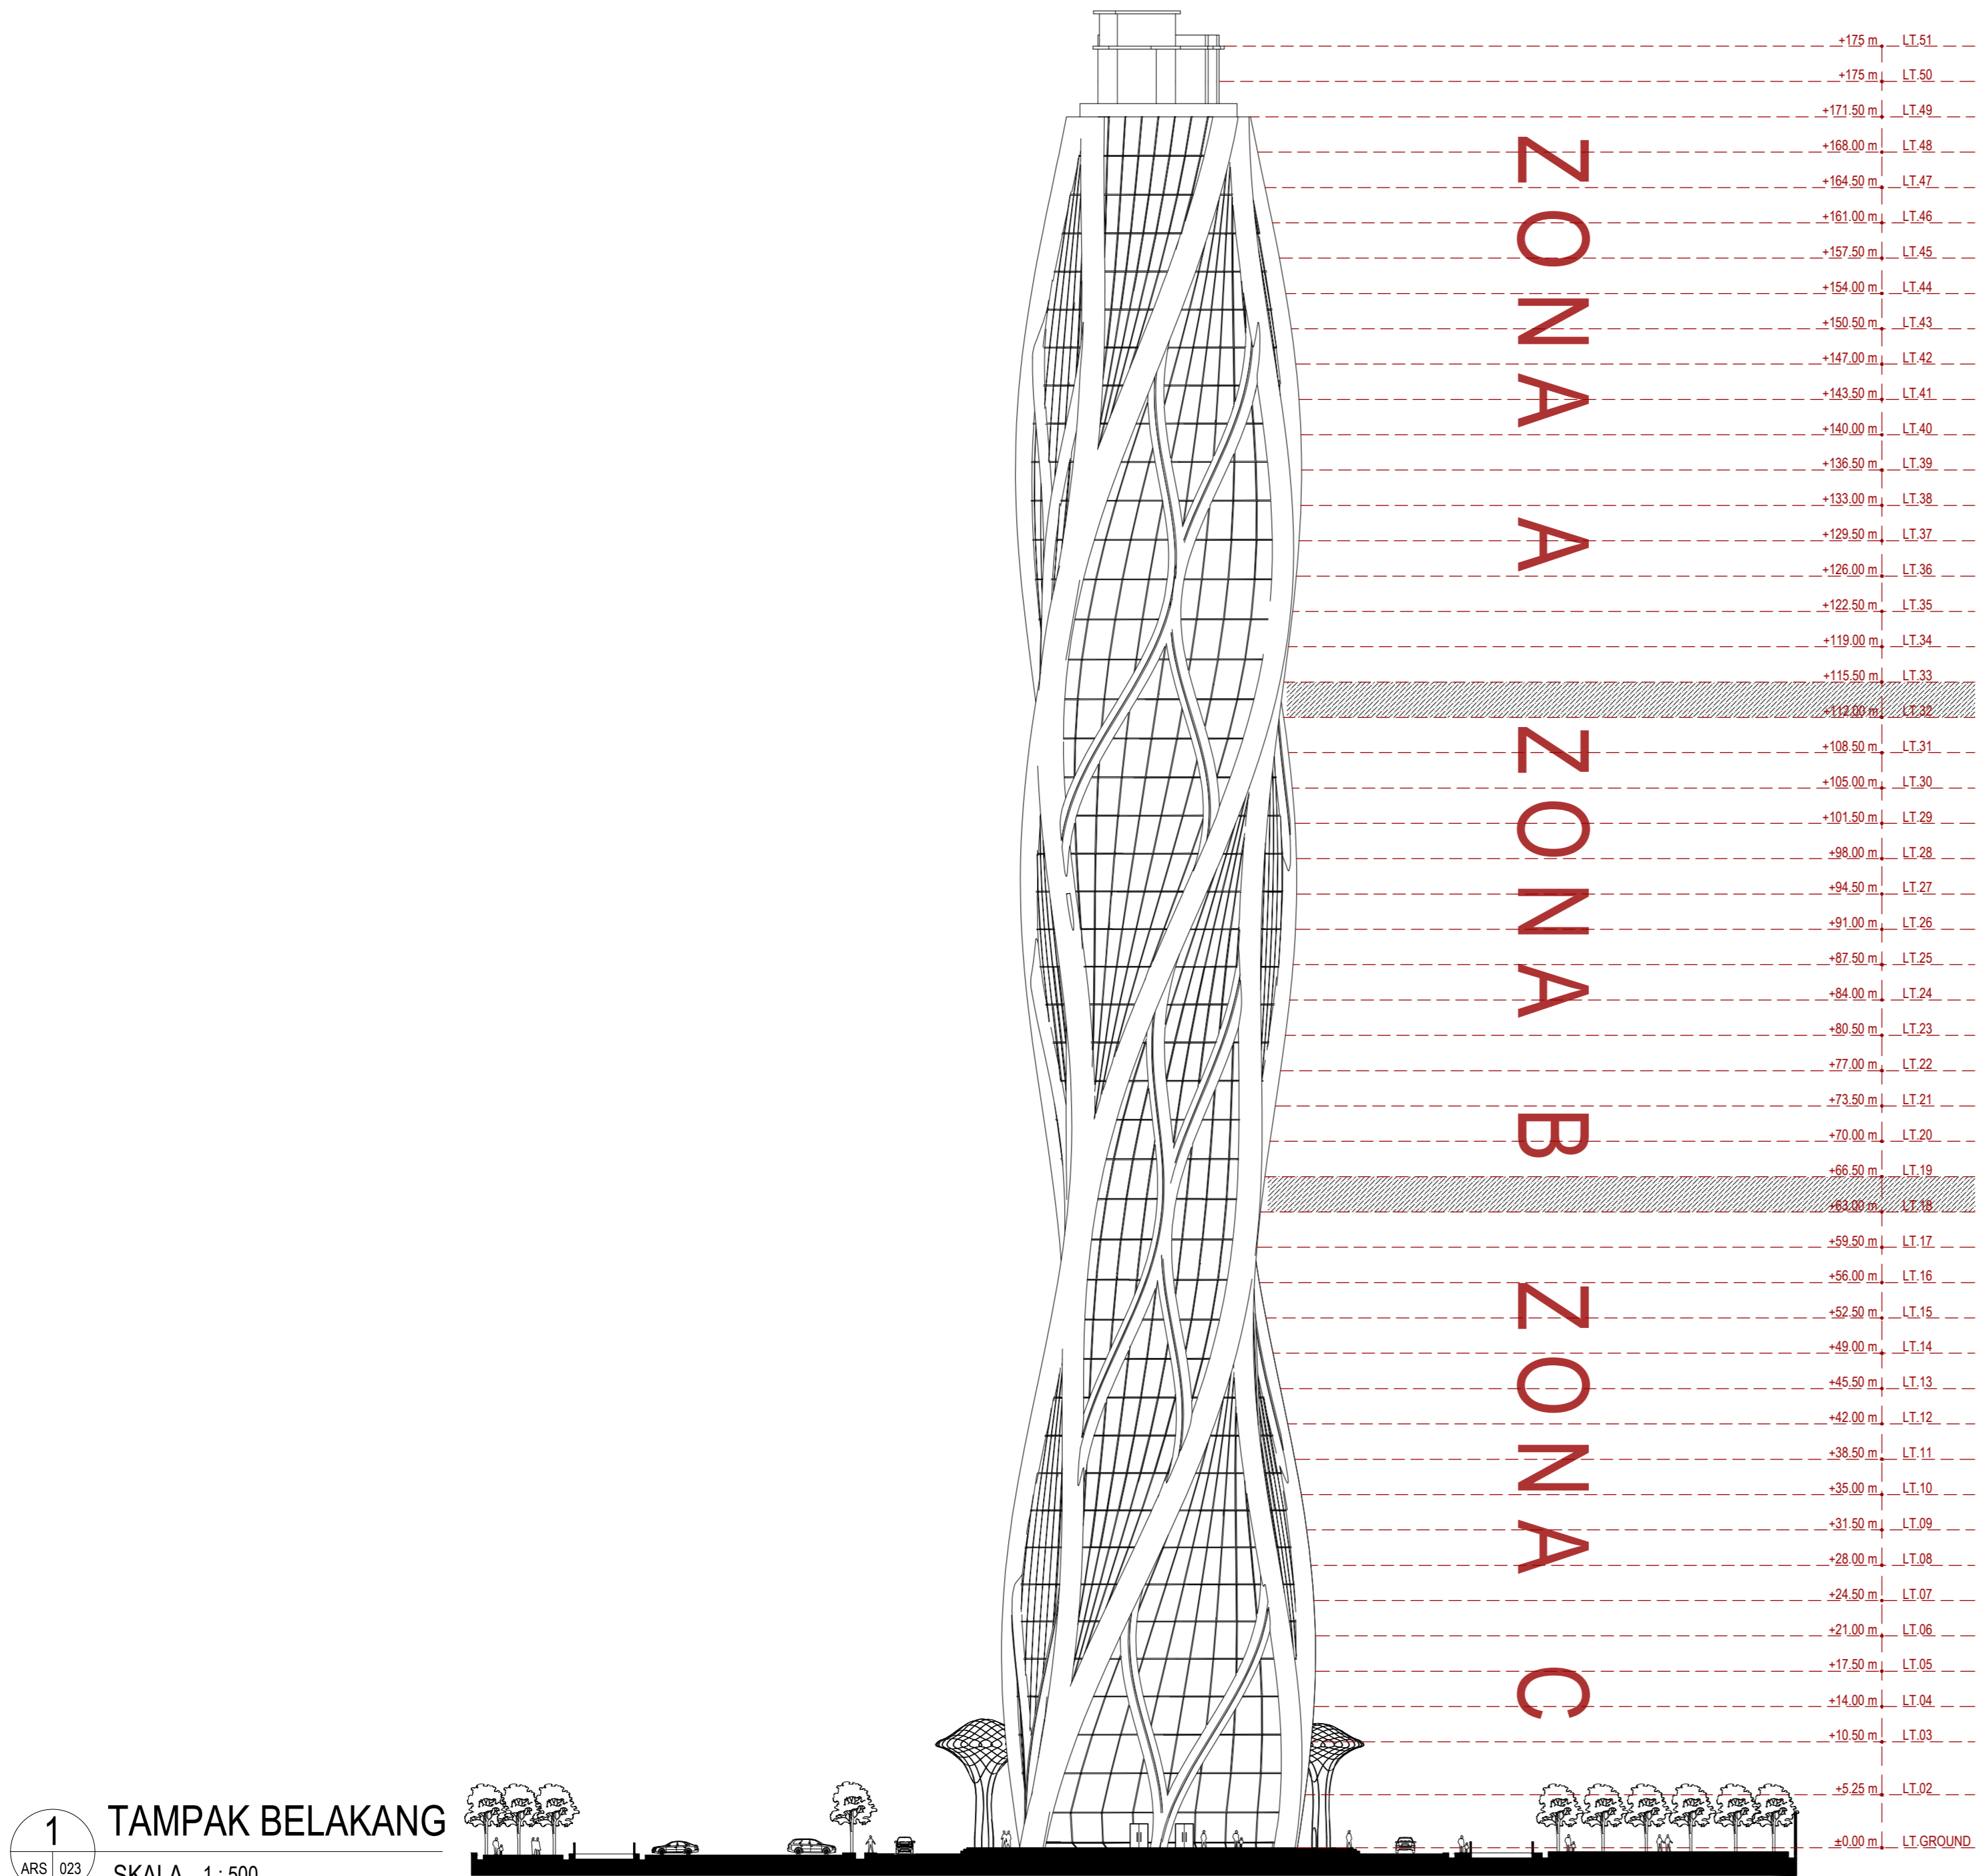 +175 m LT.51
+175 m LT.50
+171.50 m LT.49
+168.00 m LT.48
+164.50 m LT.47
+161.00 m LT.46
+157.50 m LT.45
+154.00 m LT.44
+150.50 m LT.43
+147.00 m LT.42
+143.50 m LT.41
+140.00 m LT.40
+136.50 m LT.39
+133.00 m LT.38
+129.50 m LT.37
+126.00 m LT.36
+122.50 m LT.35
+119.00 m LT.34
+115.50 m LT.33
+112.00 m LT.32
+108.50 m LT.31
+105.00 m LT.30
+101.50 m LT.29
+98.00 m LT.28
+94.50 m LT.27
+91.00 m LT.26
+87.50 m LT.25
+84.00 m LT.24
+80.50 m LT.23
+77.00 m LT.22
+73.50 m LT.21
+70.00 m LT.20
+66.50 m LT.19
+63.00 m LT.18
+59.50 m LT.17
+56.00 m LT.16
+52.50 m LT.15
+49.00 m LT.14
+45.50 m LT.13
+42.00 m LT.12
+38.50 m LT.11
+35.00 m LT.10
+31.50 m LT.09
+28.00 m LT.08
+24.50 m LT.07
+21.00 m LT.06
+17.50 m LT.05
+14.00 m LT.04
+10.50 m LT.03
+5.25 m LT.02
±0.00 m LT.GROUND
ZONA A
ZONA B
ZONA C
1
ARS 023
TAMPAK BELAKANG
SKALA 1 : 500